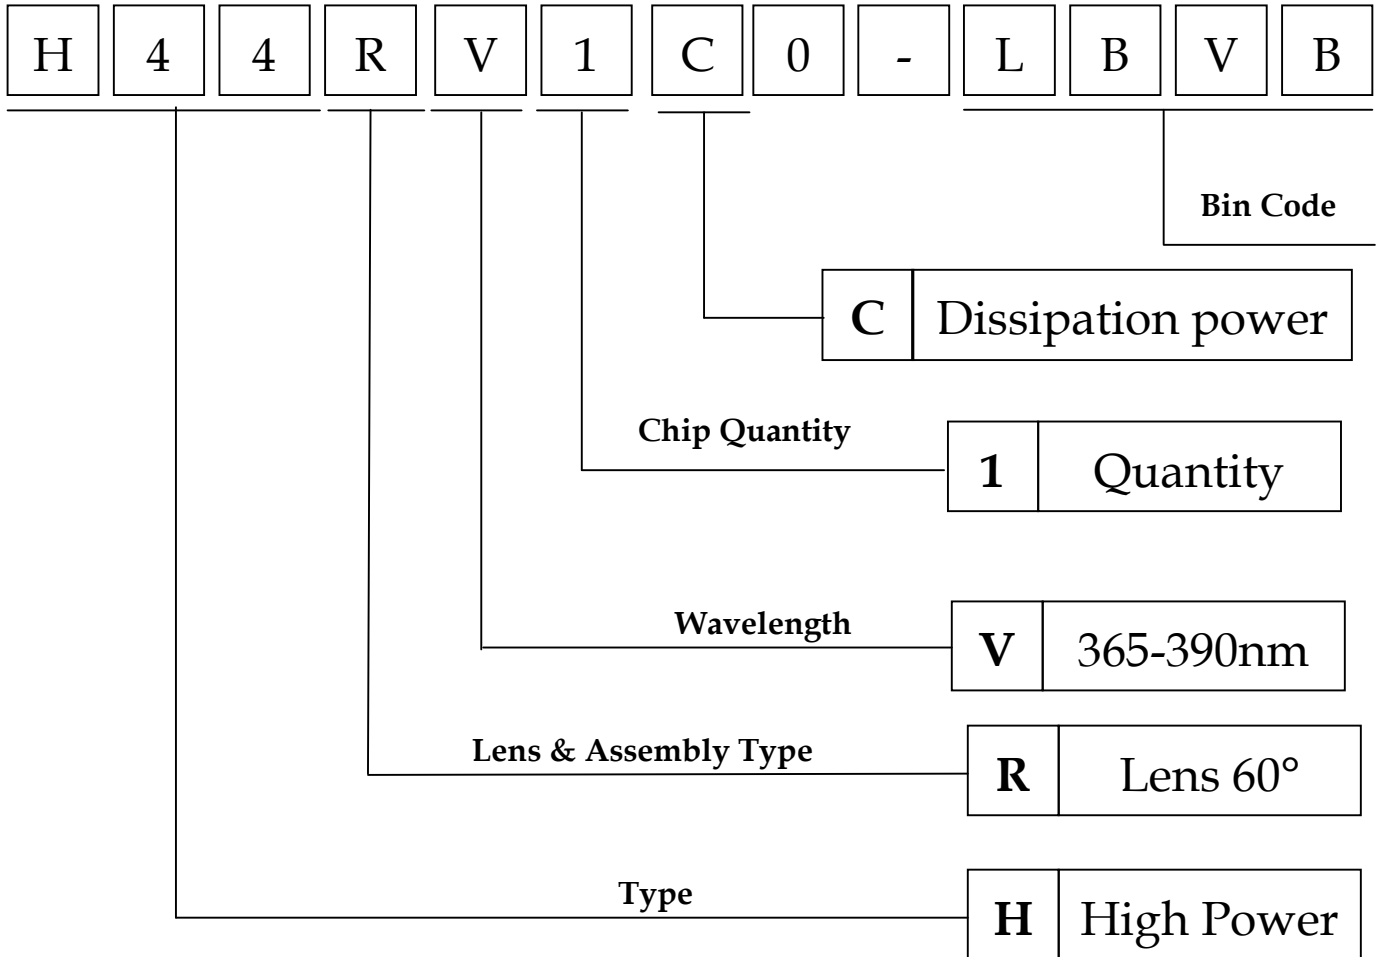 H 4 4 R V 1 C 0 - L B V B
Bin Code
C Dissipation power
Chip Quantity
1 Quantity
Wavelength
V 365-390nm
Lens & Assembly Type
R Lens 60°
Type
H High Power